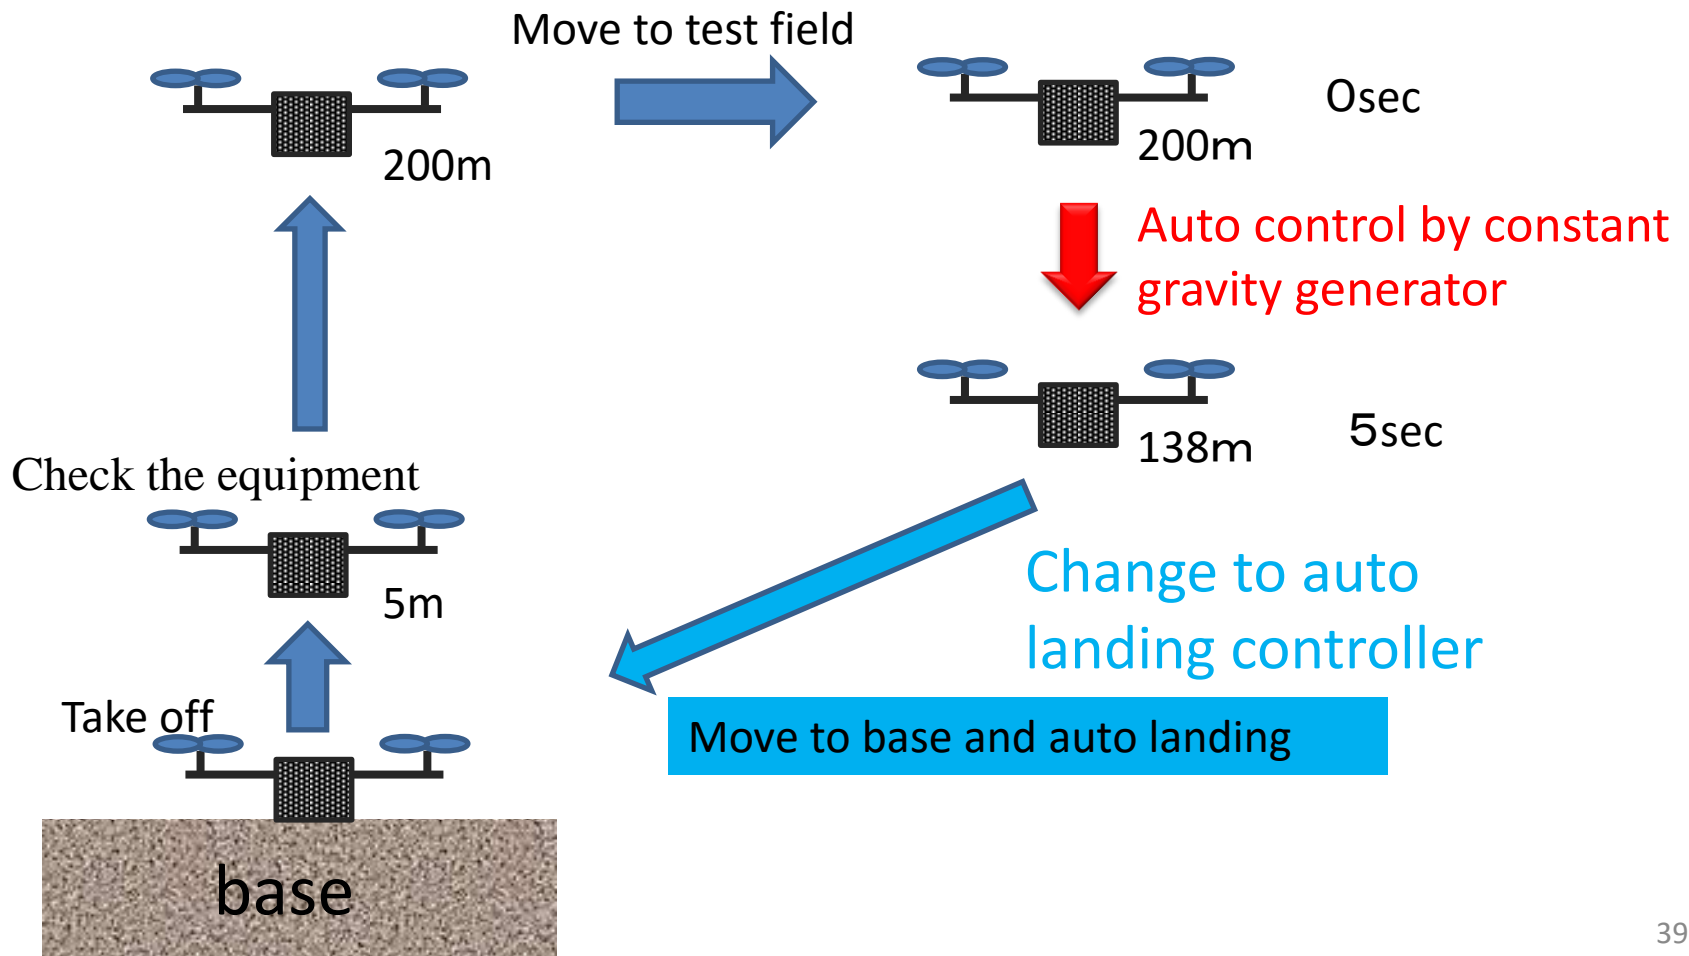 Move to test field
200m
0sec
200m
Auto control by constant
gravity generator
138m
5sec
Check the equipment
5m
Change to auto
landing controller
Take off
Move to base and auto landing
base
39